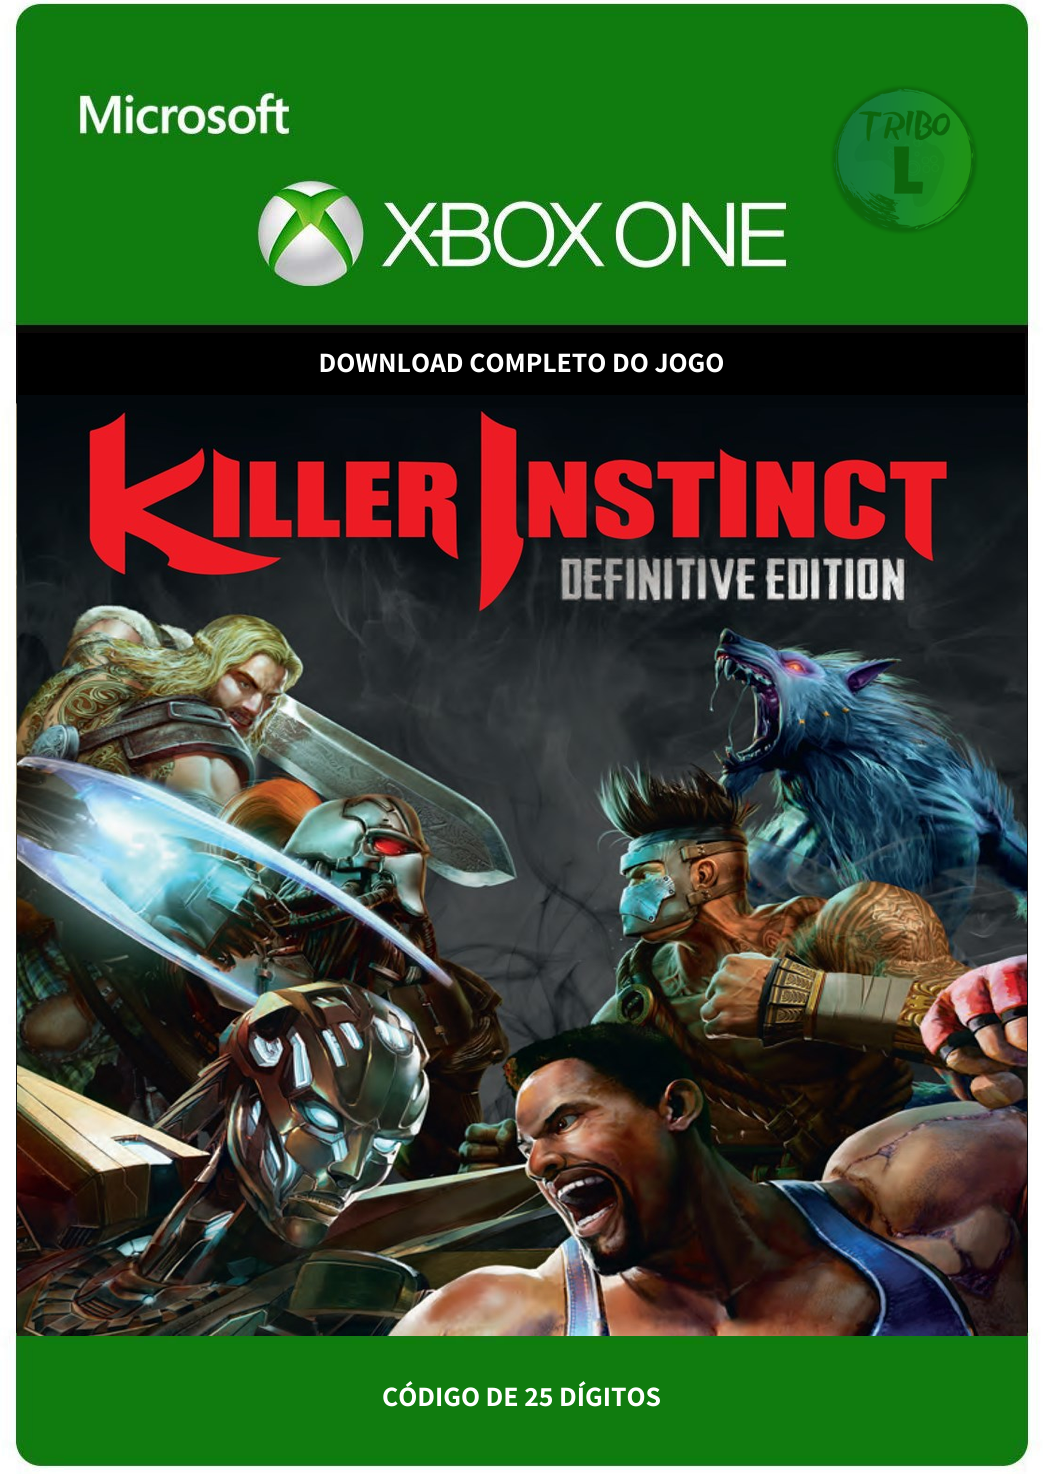 Microsoft
TRIBO
L
XBOX ONE
DOWNLOAD COMPLETO DO JOGO
KILLER INSTINCT
DEFINITIVE EDITION
CÓDIGO DE 25 DÍGITOS